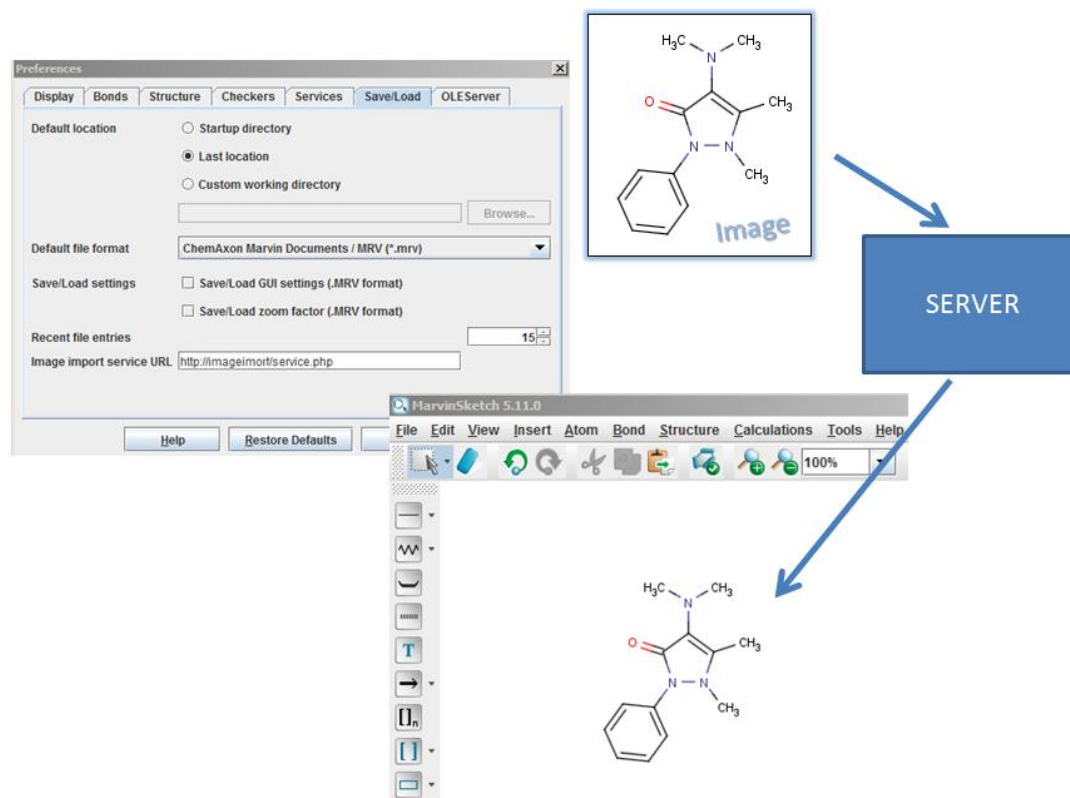 Preferences
Display Bonds Structure Checkers Services Save/Load OLEServer
Default location Startup directory
Last location
Custom working directory
Browse...
Default file format ChemAxon Marvin Documents / MRV (*.mrv)
Save/Load settings Save/Load GUI settings (.MRV format)
Save/Load zoom factor (.MRV format)
Recent file entries 15
Image import service URL http://imageimort/service.php
Help Restore Defaults
H₃C CH₃
N
O CH₃
N N
CH₃
Image
SERVER
MarvinSketch 5.11.0
File Edit View Insert Atom Bond Structure Calculations Tools Help
100%
T
[]n
[ ]
H₃C CH₃
N
O CH₃
N N
CH₃